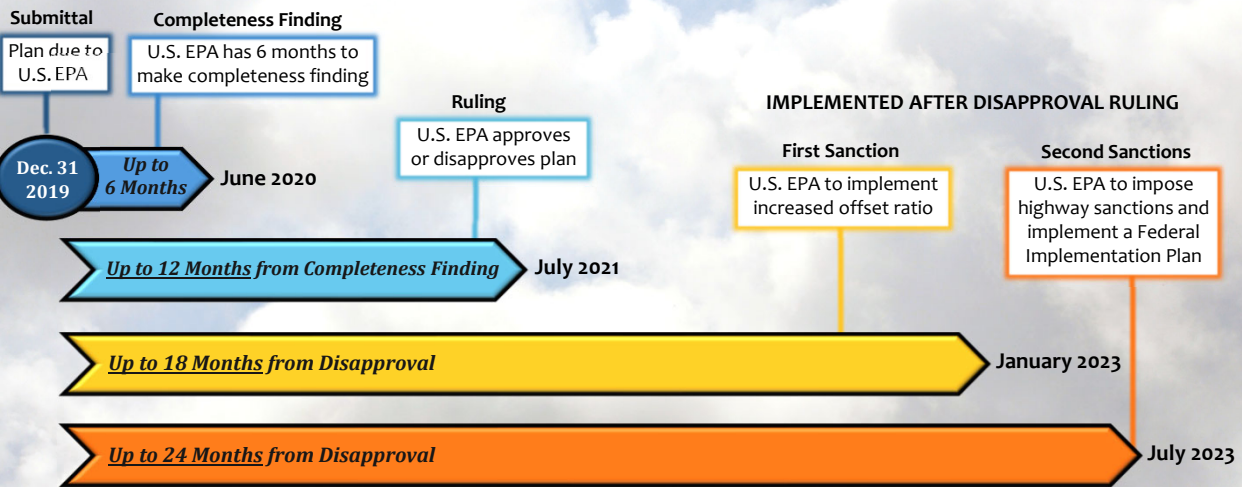 Submittal
Plan due to
U.S. EPA
Completeness Finding
U.S. EPA has 6 months to
make completeness finding
Dec. 31
2019
Up to
6 Months
June 2020
Ruling
U.S. EPA approves
or disapproves plan
IMPLEMENTED AFTER DISAPPROVAL RULING
First Sanction
U.S. EPA to implement
increased offset ratio
Second Sanctions
U.S. EPA to impose
highway sanctions and
implement a Federal
Implementation Plan
Up to 12 Months from Completeness Finding
July 2021
Up to 18 Months from Disapproval
January 2023
Up to 24 Months from Disapproval
July 2023